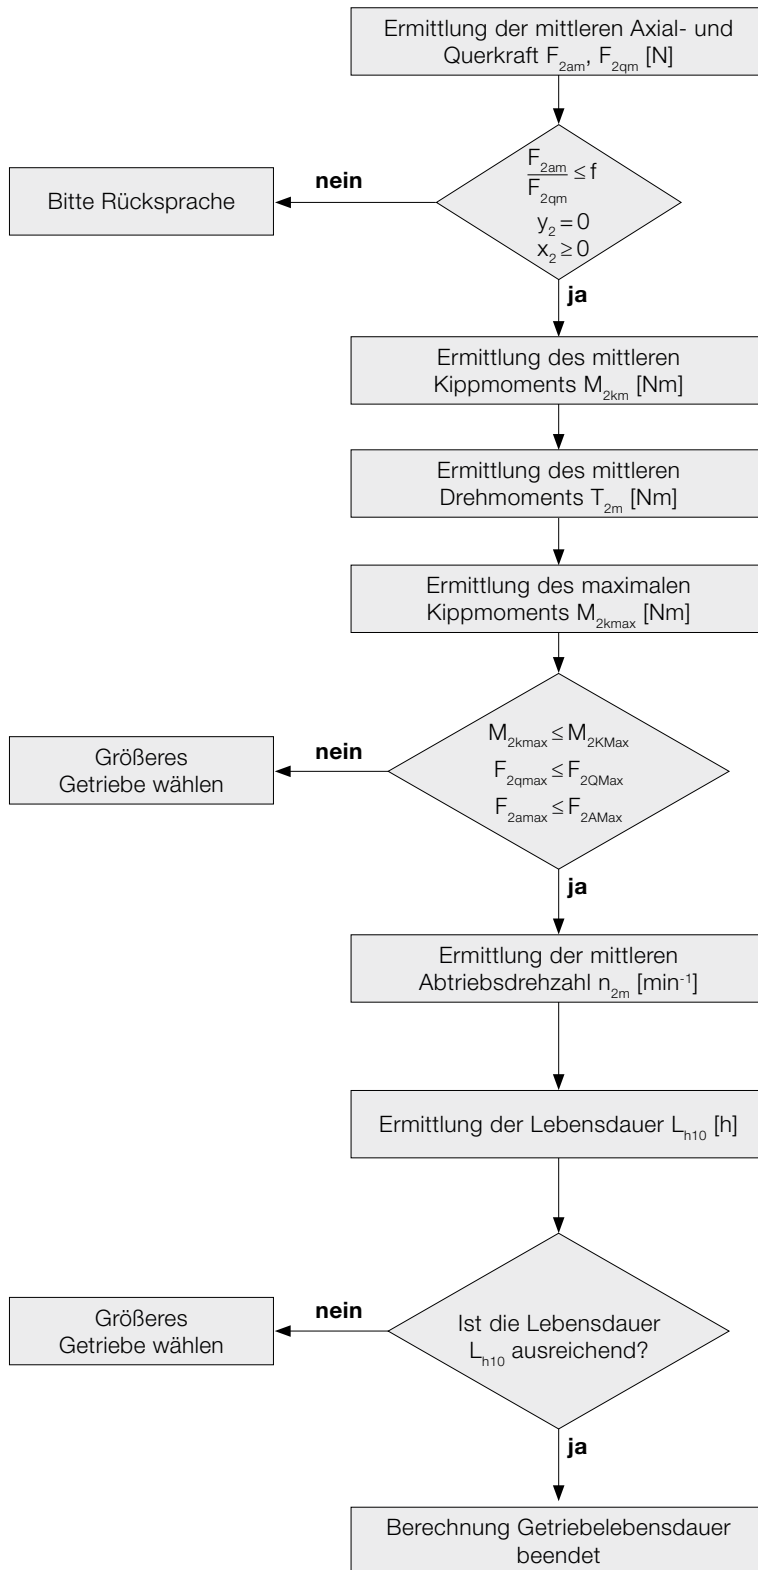 Ermittlung der mittleren Axial- und
Querkraft F₂ₐₘ, F₂qₘ [N]
F₂ₐₘ
F₂qₘ
≤ f
y₂ = 0
x₂ ≥ 0
nein
Bitte Rücksprache
ja
Ermittlung des mittleren
Kippmoments M₂ₖₘ [Nm]
Ermittlung des mittleren
Drehmoments T₂ₘ [Nm]
Ermittlung des maximalen
Kippmoments M₂ₖₘₐₓ [Nm]
M₂ₖₘₐₓ ≤ M₂KMax
F₂qmax ≤ F₂QMax
F₂ₐₘₐₓ ≤ F₂AMax
nein
Größeres
Getriebe wählen
ja
Ermittlung der mittleren
Abtriebsdrehzahl n₂ₘ [min⁻¹]
Ermittlung der Lebensdauer Lₕ₁₀ [h]
Ist die Lebensdauer
Lₕ₁₀ ausreichend?
nein
Größeres
Getriebe wählen
ja
Berechnung Getriebelebensdauer
beendet